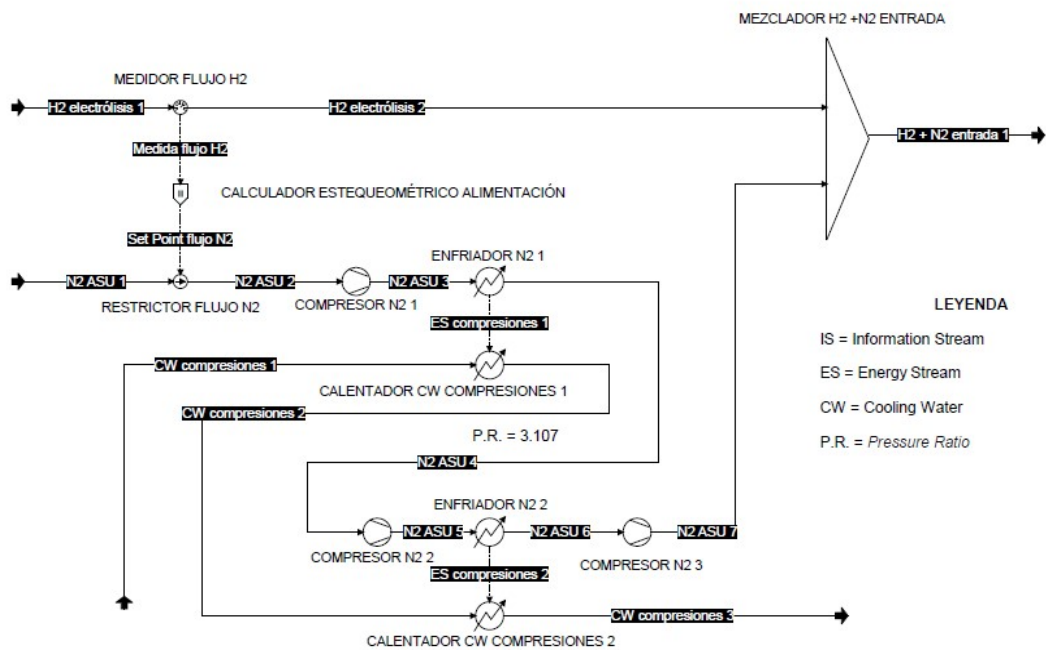 MEZCLADOR H2 +N2 ENTRADA
MEDIDOR FLUJO H2
H2 electrólisis 1
H2 electrólisis 2
H2 + N2 entrada 1
Medida flujo H2
CALCULADOR ESTEQUEOMÉTRICO ALIMENTACIÓN
Set Point flujo N2
ENFRIADOR N2 1
N2 ASU 1
N2 ASU 2
N2 ASU 3
RESTRICTOR FLUJO N2
COMPRESOR N2 1
LEYENDA
ES compresiones 1
IS = Information Stream
CW compresiones 1
ES = Energy Stream
CALENTADOR CW COMPRESIONES 1
CW compresiones 2
CW = Cooling Water
P.R. = 3.107
P.R. = Pressure Ratio
N2 ASU 4
ENFRIADOR N2 2
N2 ASU 5
N2 ASU 6
N2 ASU 7
COMPRESOR N2 2
COMPRESOR N2 3
ES compresiones 2
CW compresiones 3
CALENTADOR CW COMPRESIONES 2